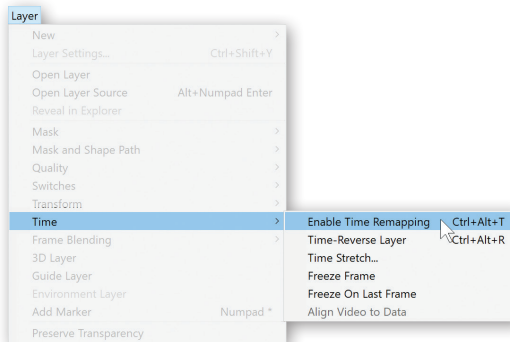 Layer
New >
Layer Settings... Ctrl+Shift+Y
Open Layer
Open Layer Source Alt+Numpad Enter
Reveal in Explorer
Mask >
Mask and Shape Path >
Quality >
Switches >
Transform >
Time > Enable Time Remapping Ctrl+Alt+T
Frame Blending > Time-Reverse Layer Ctrl+Alt+R
3D Layer Time Stretch...
Guide Layer Freeze Frame
Environment Layer Freeze On Last Frame
Add Marker Numpad * Align Video to Data
Preserve Transparency